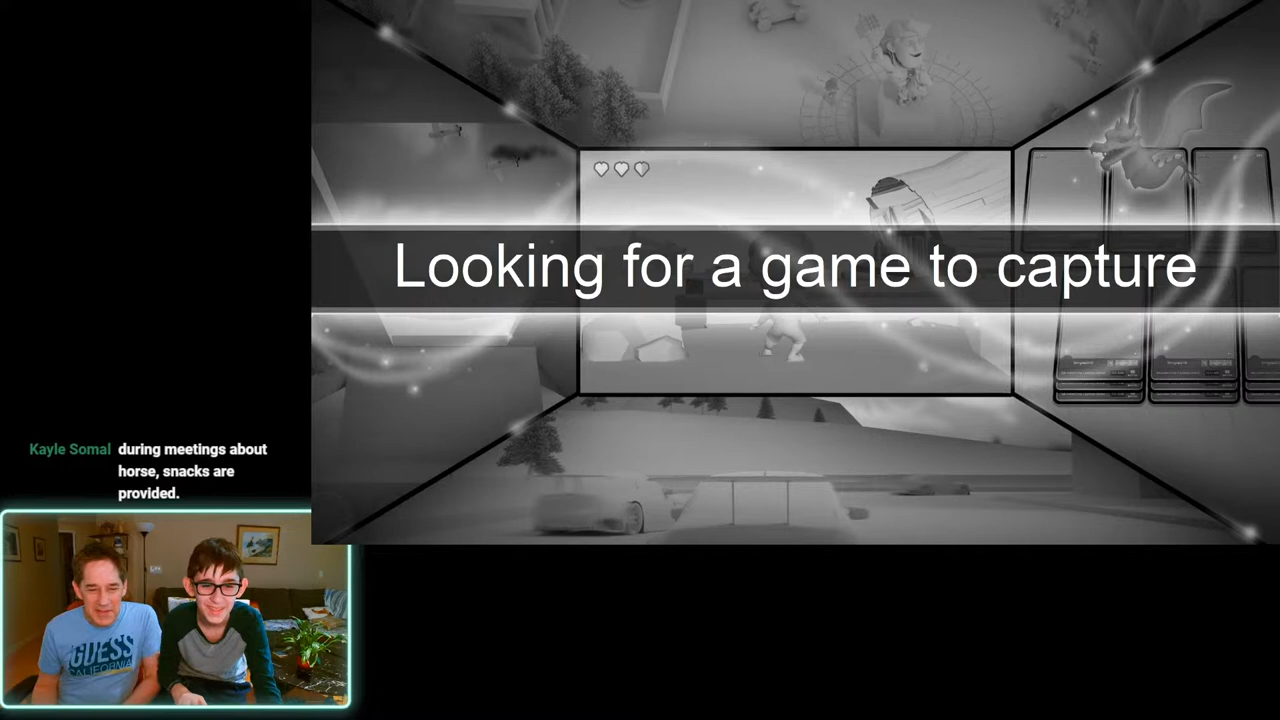 Looking for a game to capture
Kayle Somal during meetings about
horse, snacks are
provided.
GUESS
CALIFORNIA